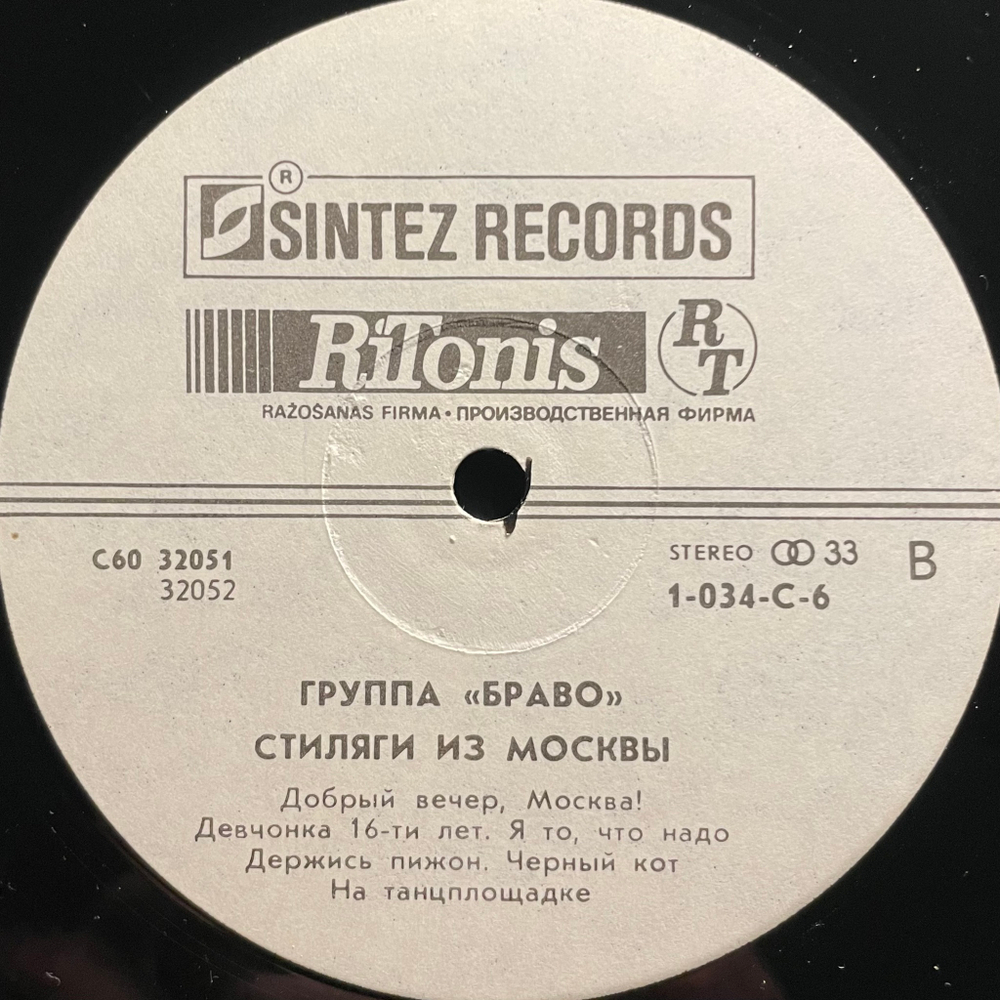 ®
SINTEZ RECORDS
RiTonis RT
RAŽOŠANAS FIRMA • ПРОИЗВОДСТВЕННАЯ ФИРМА
С60 32051 STEREO 33 B
32052 1-034-C-6
ГРУППА «БРАВО»
СТИЛЯГИ ИЗ МОСКВЫ
Добрый вечер, Москва!
Девчонка 16-ти лет. Я то, что надо
Держись пижон. Черный кот
На танцплощадке